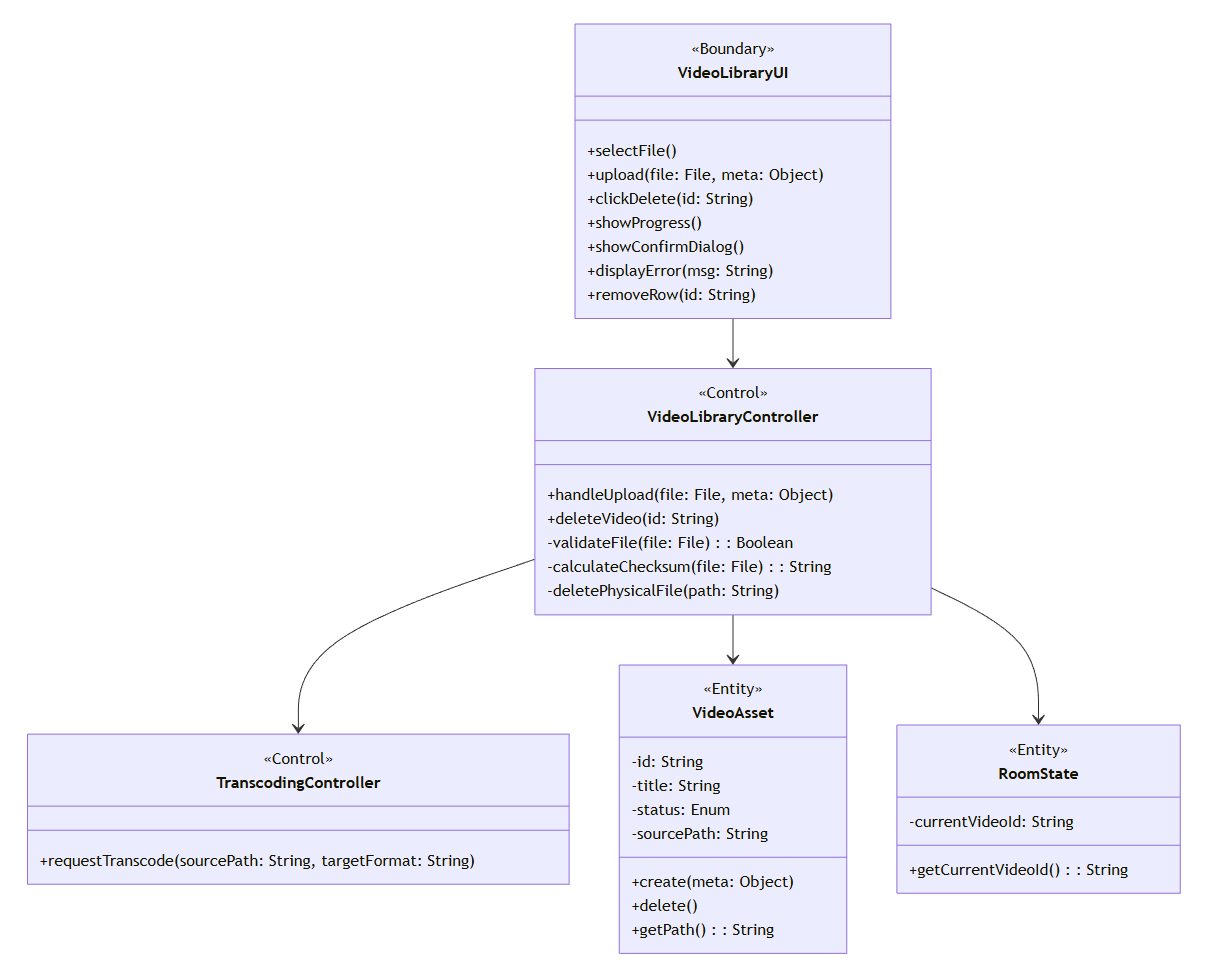 «Boundary»
VideoLibraryUI
+selectFile()
+upload(file: File, meta: Object)
+clickDelete(id: String)
+showProgress()
+showConfirmDialog()
+displayError(msg: String)
+removeRow(id: String)
«Control»
VideoLibraryController
+handleUpload(file: File, meta: Object)
+deleteVideo(id: String)
-validateFile(file: File) : : Boolean
-calculateChecksum(file: File) : : String
-deletePhysicalFile(path: String)
«Control»
TranscodingController
+requestTranscode(sourcePath: String, targetFormat: String)
«Entity»
VideoAsset
-id: String
-title: String
-status: Enum
-sourcePath: String
+create(meta: Object)
+delete()
+getPath() : : String
«Entity»
RoomState
-currentVideoId: String
+getCurrentVideoId() : : String